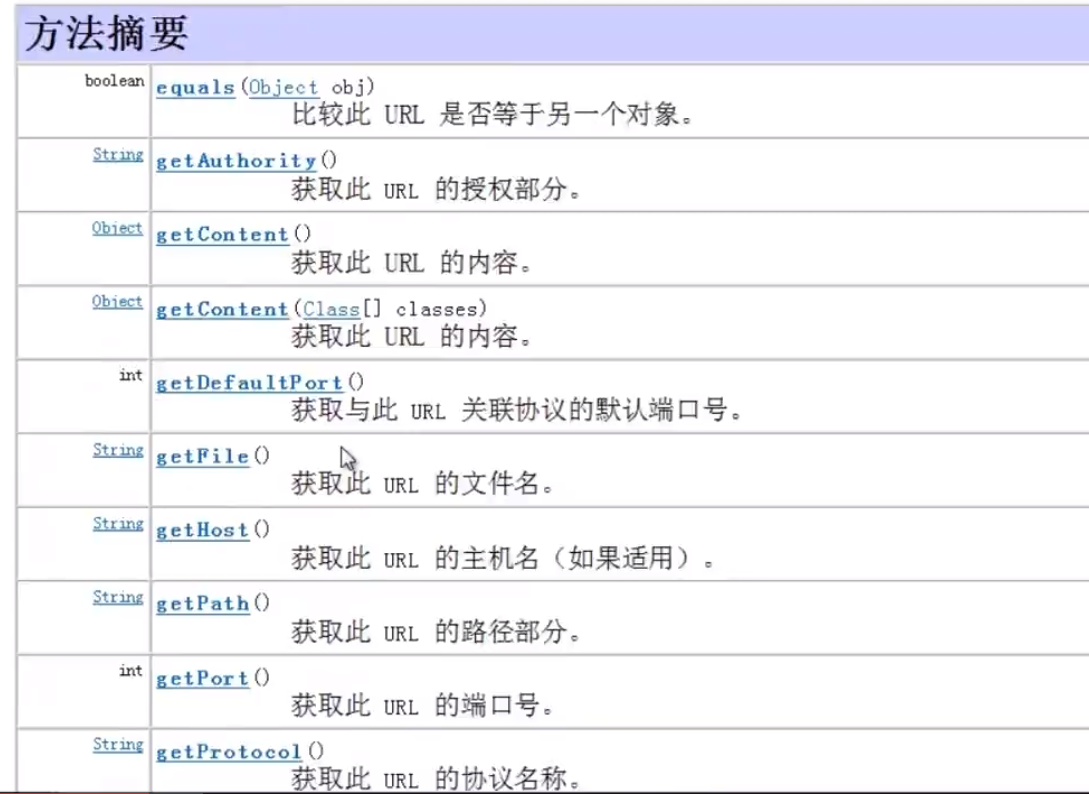 方法摘要
boolean equals(Object obj)
比较此 URL 是否等于另一个对象。
String getAuthority()
获取此 URL 的授权部分。
Object getContent()
获取此 URL 的内容。
Object getContent(Class[] classes)
获取此 URL 的内容。
int getDefaultPort()
获取与此 URL 关联协议的默认端口号。
String getFile()
获取此 URL 的文件名。
String getHost()
获取此 URL 的主机名（如果适用）。
String getPath()
获取此 URL 的路径部分。
int getPort()
获取此 URL 的端口号。
String getProtocol()
获取此 URL 的协议名称。